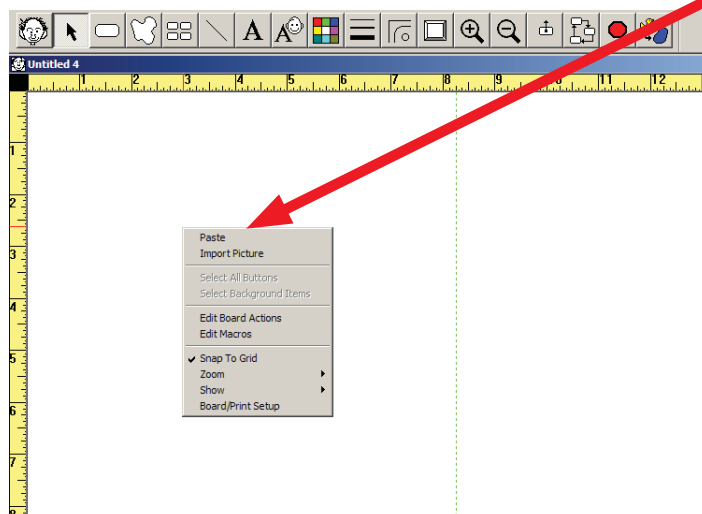 A A
Untitled 4
1 2 3 4 5 6 7 8 9 11 12
1
2
3
4
5
6
7
8
Paste
Import Picture
Select All Buttons
Select Background Items
Edit Board Actions
Edit Macros
Snap To Grid
Zoom
Show
Board/Print Setup